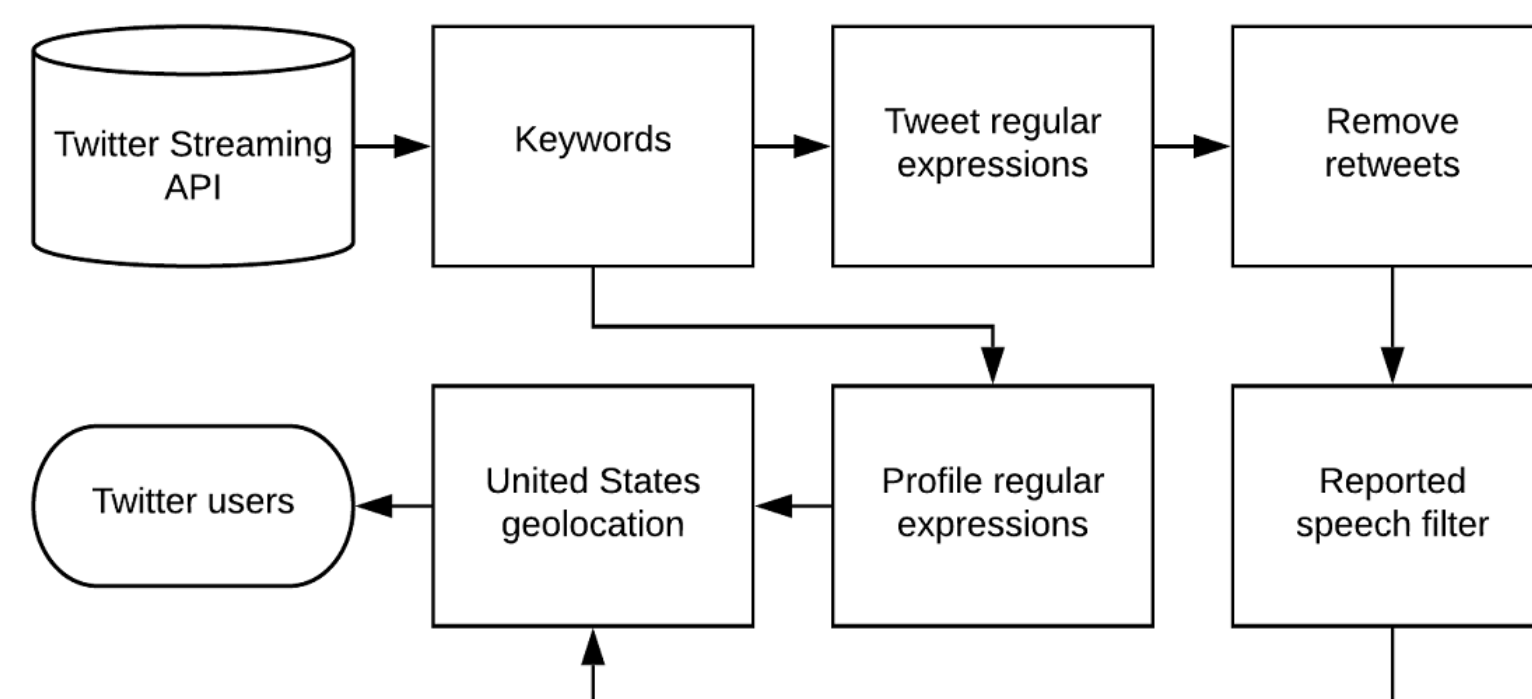 Twitter Streaming
API
Keywords
Tweet regular
expressions
Remove
retweets
Twitter users
United States
geolocation
Profile regular
expressions
Reported
speech filter